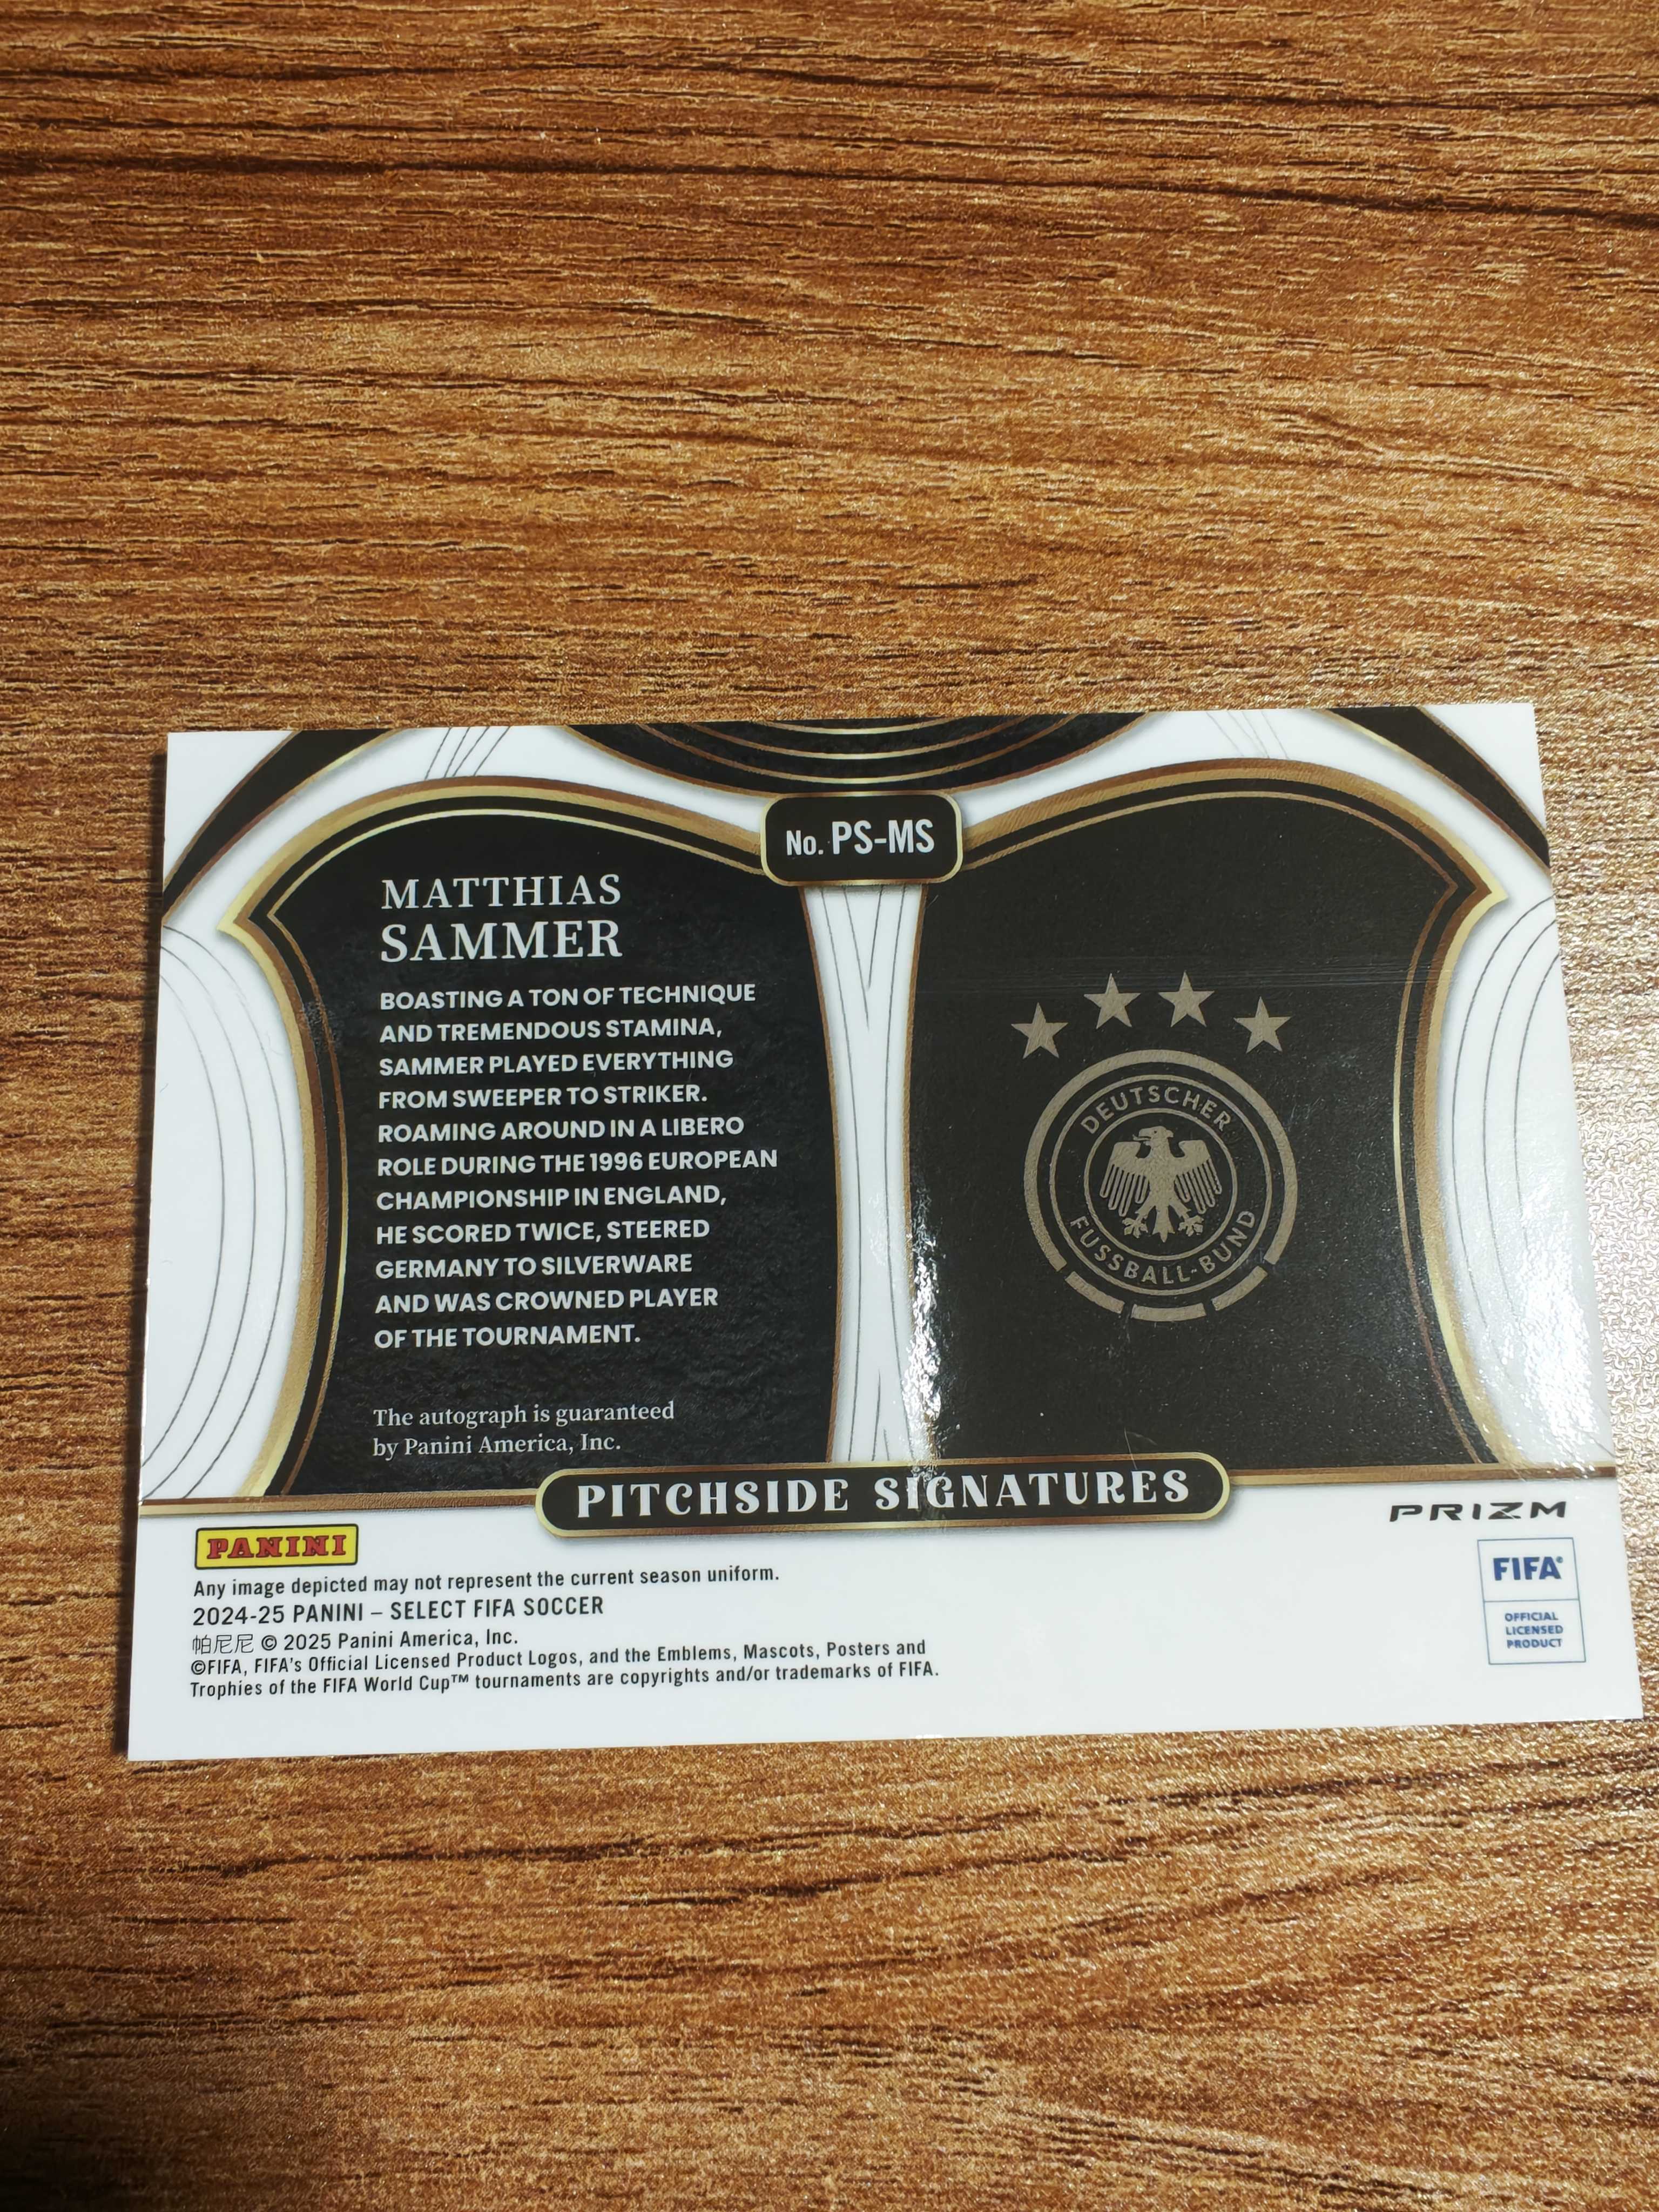 No. PS-MS
MATTHIAS
SAMMER
BOASTING A TON OF TECHNIQUE
AND TREMENDOUS STAMINA,
SAMMER PLAYED EVERYTHING
FROM SWEEPER TO STRIKER.
ROAMING AROUND IN A LIBERO
ROLE DURING THE 1996 EUROPEAN
CHAMPIONSHIP IN ENGLAND,
HE SCORED TWICE, STEERED
GERMANY TO SILVERWARE
AND WAS CROWNED PLAYER
OF THE TOURNAMENT.
The autograph is guaranteed
by Panini America, Inc.
DEUTSCHER
FUSSBALL-BUND
PITCHSIDE SIGNATURES
PRIZM
PANINI
Any image depicted may not represent the current season uniform.
2024-25 PANINI – SELECT FIFA SOCCER
帕尼尼 © 2025 Panini America, Inc.
©FIFA, FIFA's Official Licensed Product Logos, and the Emblems, Mascots, Posters and
Trophies of the FIFA World Cup™ tournaments are copyrights and/or trademarks of FIFA.
FIFA®
OFFICIAL
LICENSED
PRODUCT